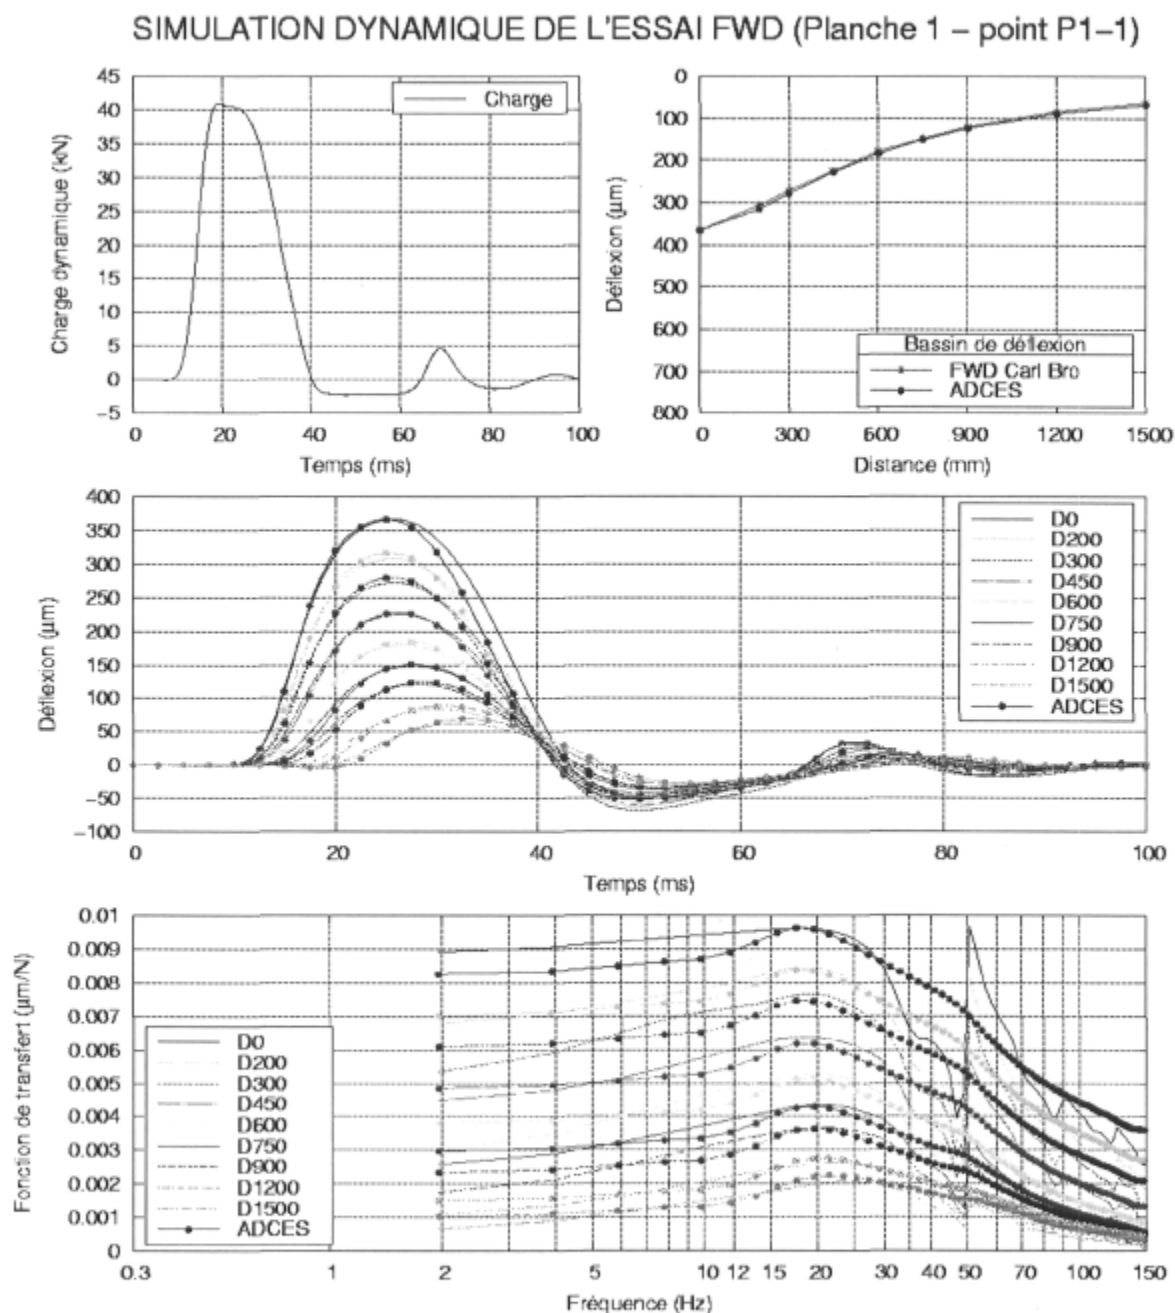 SIMULATION DYNAMIQUE DE L'ESSAI FWD (Planche 1 – point P1–1)
Charge dynamique (kN)
45
40
35
30
25
20
15
10
5
0
−5
Charge
0 20 40 60 80 100
Temps (ms)
Déflexion (µm)
0
100
200
300
400
500
600
700
800
Bassin de déflexion
FWD Carl Bro
ADCES
0 300 600 900 1200 1500
Distance (mm)
Déflexion (µm)
400
350
300
250
200
150
100
50
0
−50
−100
D0
D200
D300
D450
D600
D750
D900
D1200
D1500
ADCES
0 20 40 60 80 100
Temps (ms)
Fonction de transfert (µm/N)
0.01
0.009
0.008
0.007
0.006
0.005
0.004
0.003
0.002
0.001
0
D0
D200
D300
D450
D600
D750
D900
D1200
D1500
ADCES
0.3 1 2 5 10 12 15 20 30 40 50 70 100 150
Fréquence (Hz)